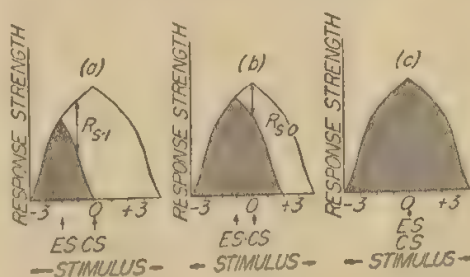 RESPONSE STRENGTH
(a)
R S-1
-3 0 +3
ES CS
STIMULUS
RESPONSE STRENGTH
(b)
R S0
-3 0 +3
ES CS
STIMULUS
RESPONSE STRENGTH
(c)
-3 0 +3
ES
CS
STIMULUS